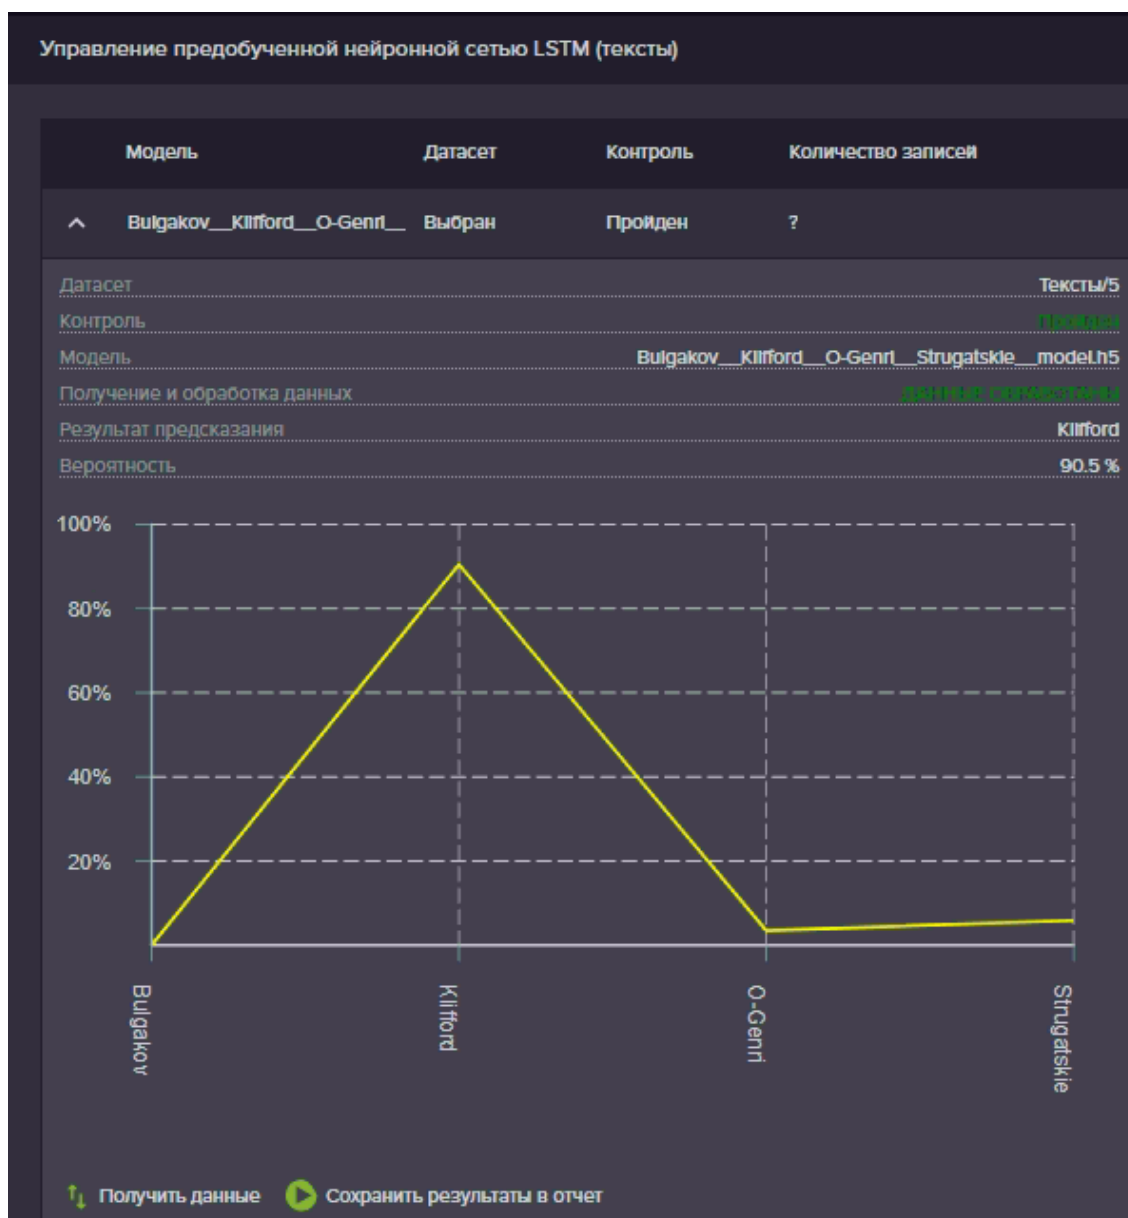 Управление предобученной нейронной сетью LSTM (тексты)
Модель Датасет Контроль Количество записей
Bulgakov__Klifford__O-Genri__ Выбран Пройден ?
Датасет Тексты/5
Контроль Пройден
Модель Bulgakov__Klifford__O-Genri__Strugatskie__model.h5
Получение и обработка данных ДАННЫЕ ОБРАБОТАНЫ
Результат предсказания Klifford
Вероятность 90.5 %
100%
80%
60%
40%
20%
Bulgakov
Klifford
O-Genri
Strugatskie
Получить данные Сохранить результаты в отчет